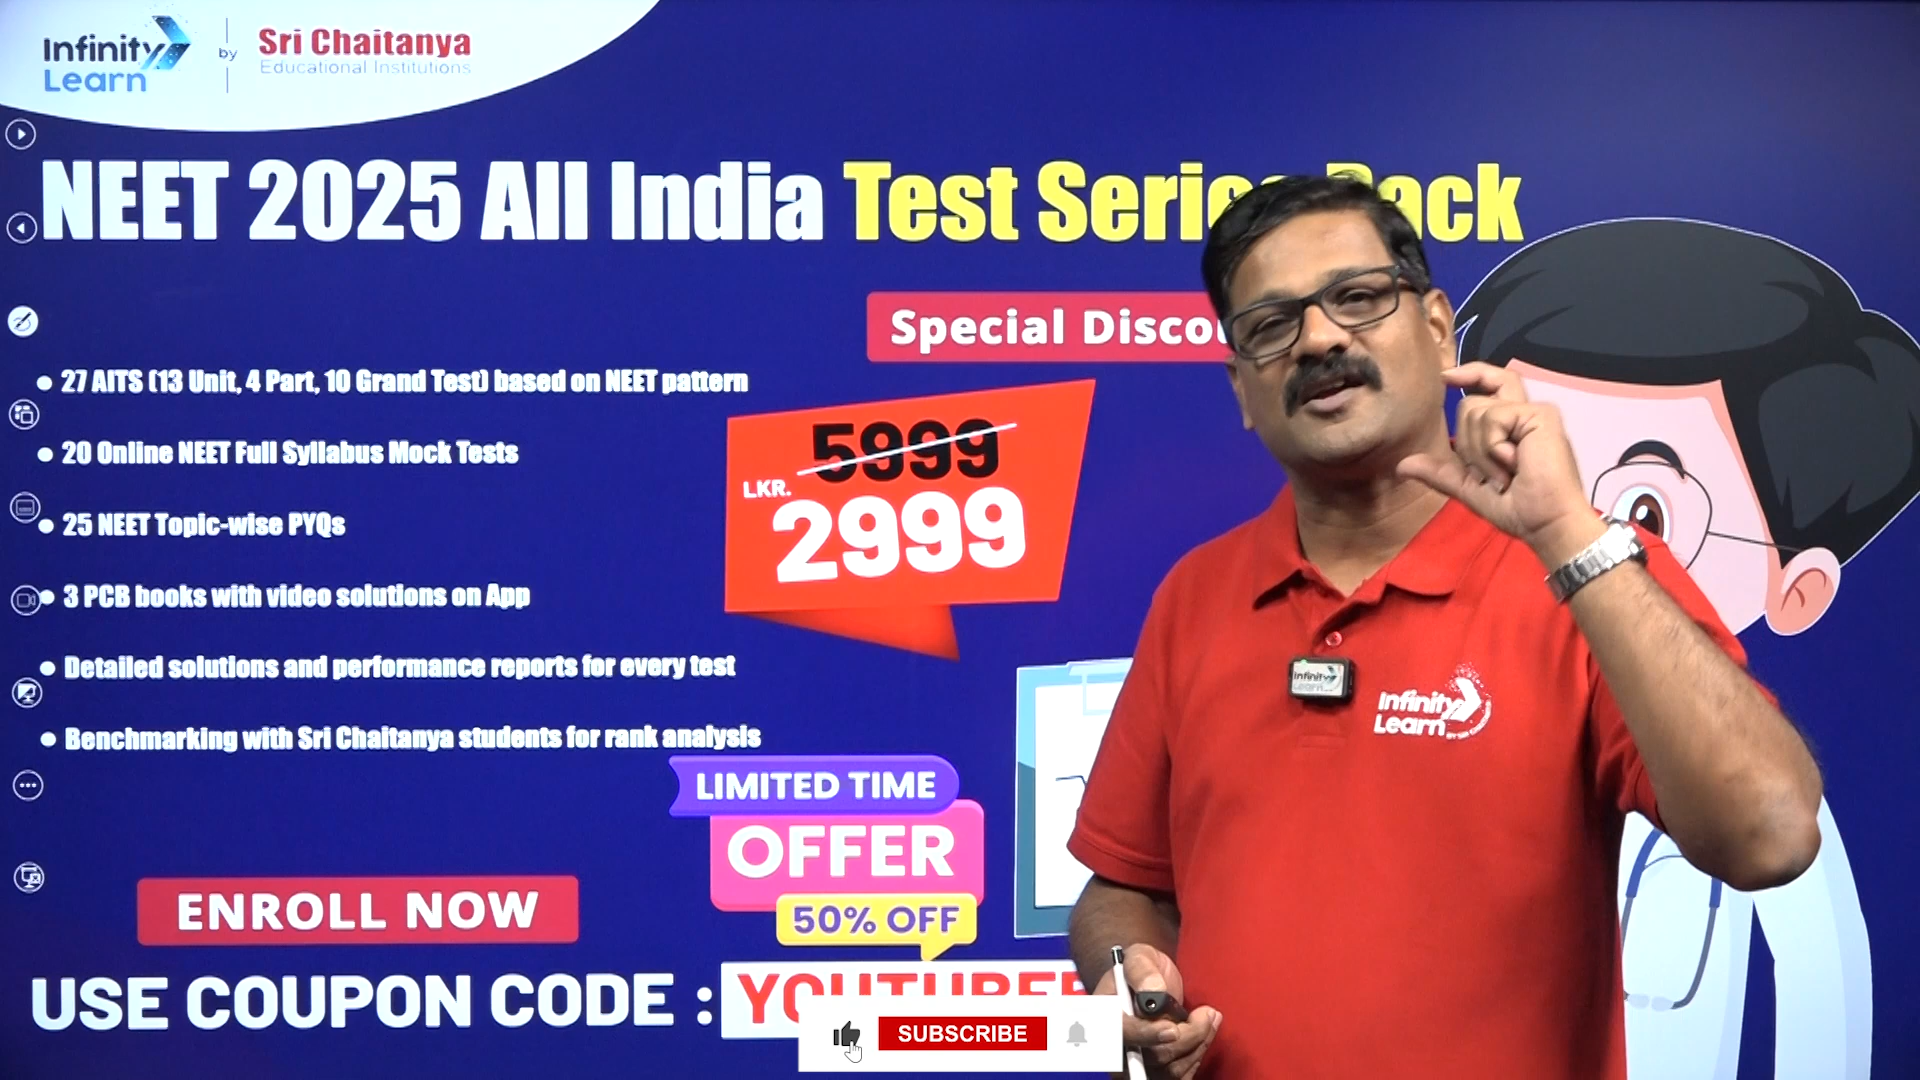 Infinity
Learn
by
Sri Chaitanya
Educational Institutions
NEET 2025 All India Test
Special
27 AITS (13 Unit, 4 Part, 10 Grand Test) based on NEET pattern
20 Online NEET Full Syllabus Mock Tests
25 NEET Topic-wise PYQs
3 PCB books with video solutions on App
Detailed solutions and performance reports for every test
Benchmarking with Sri Chaitanya students for rank analysis
5999
LKR.
2999
LIMITED TIME
OFFER
50% OFF
ENROLL NOW
USE COUPON CODE :
SUBSCRIBE
Infinity
Learn